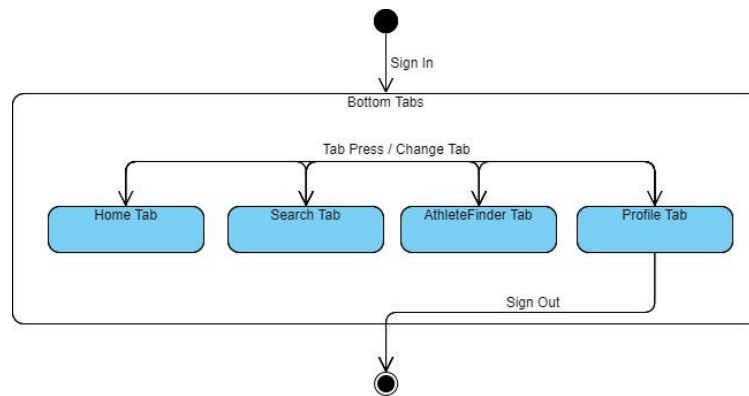 Sign In
Bottom Tabs
Tab Press / Change Tab
Home Tab
Search Tab
AthleteFinder Tab
Profile Tab
Sign Out